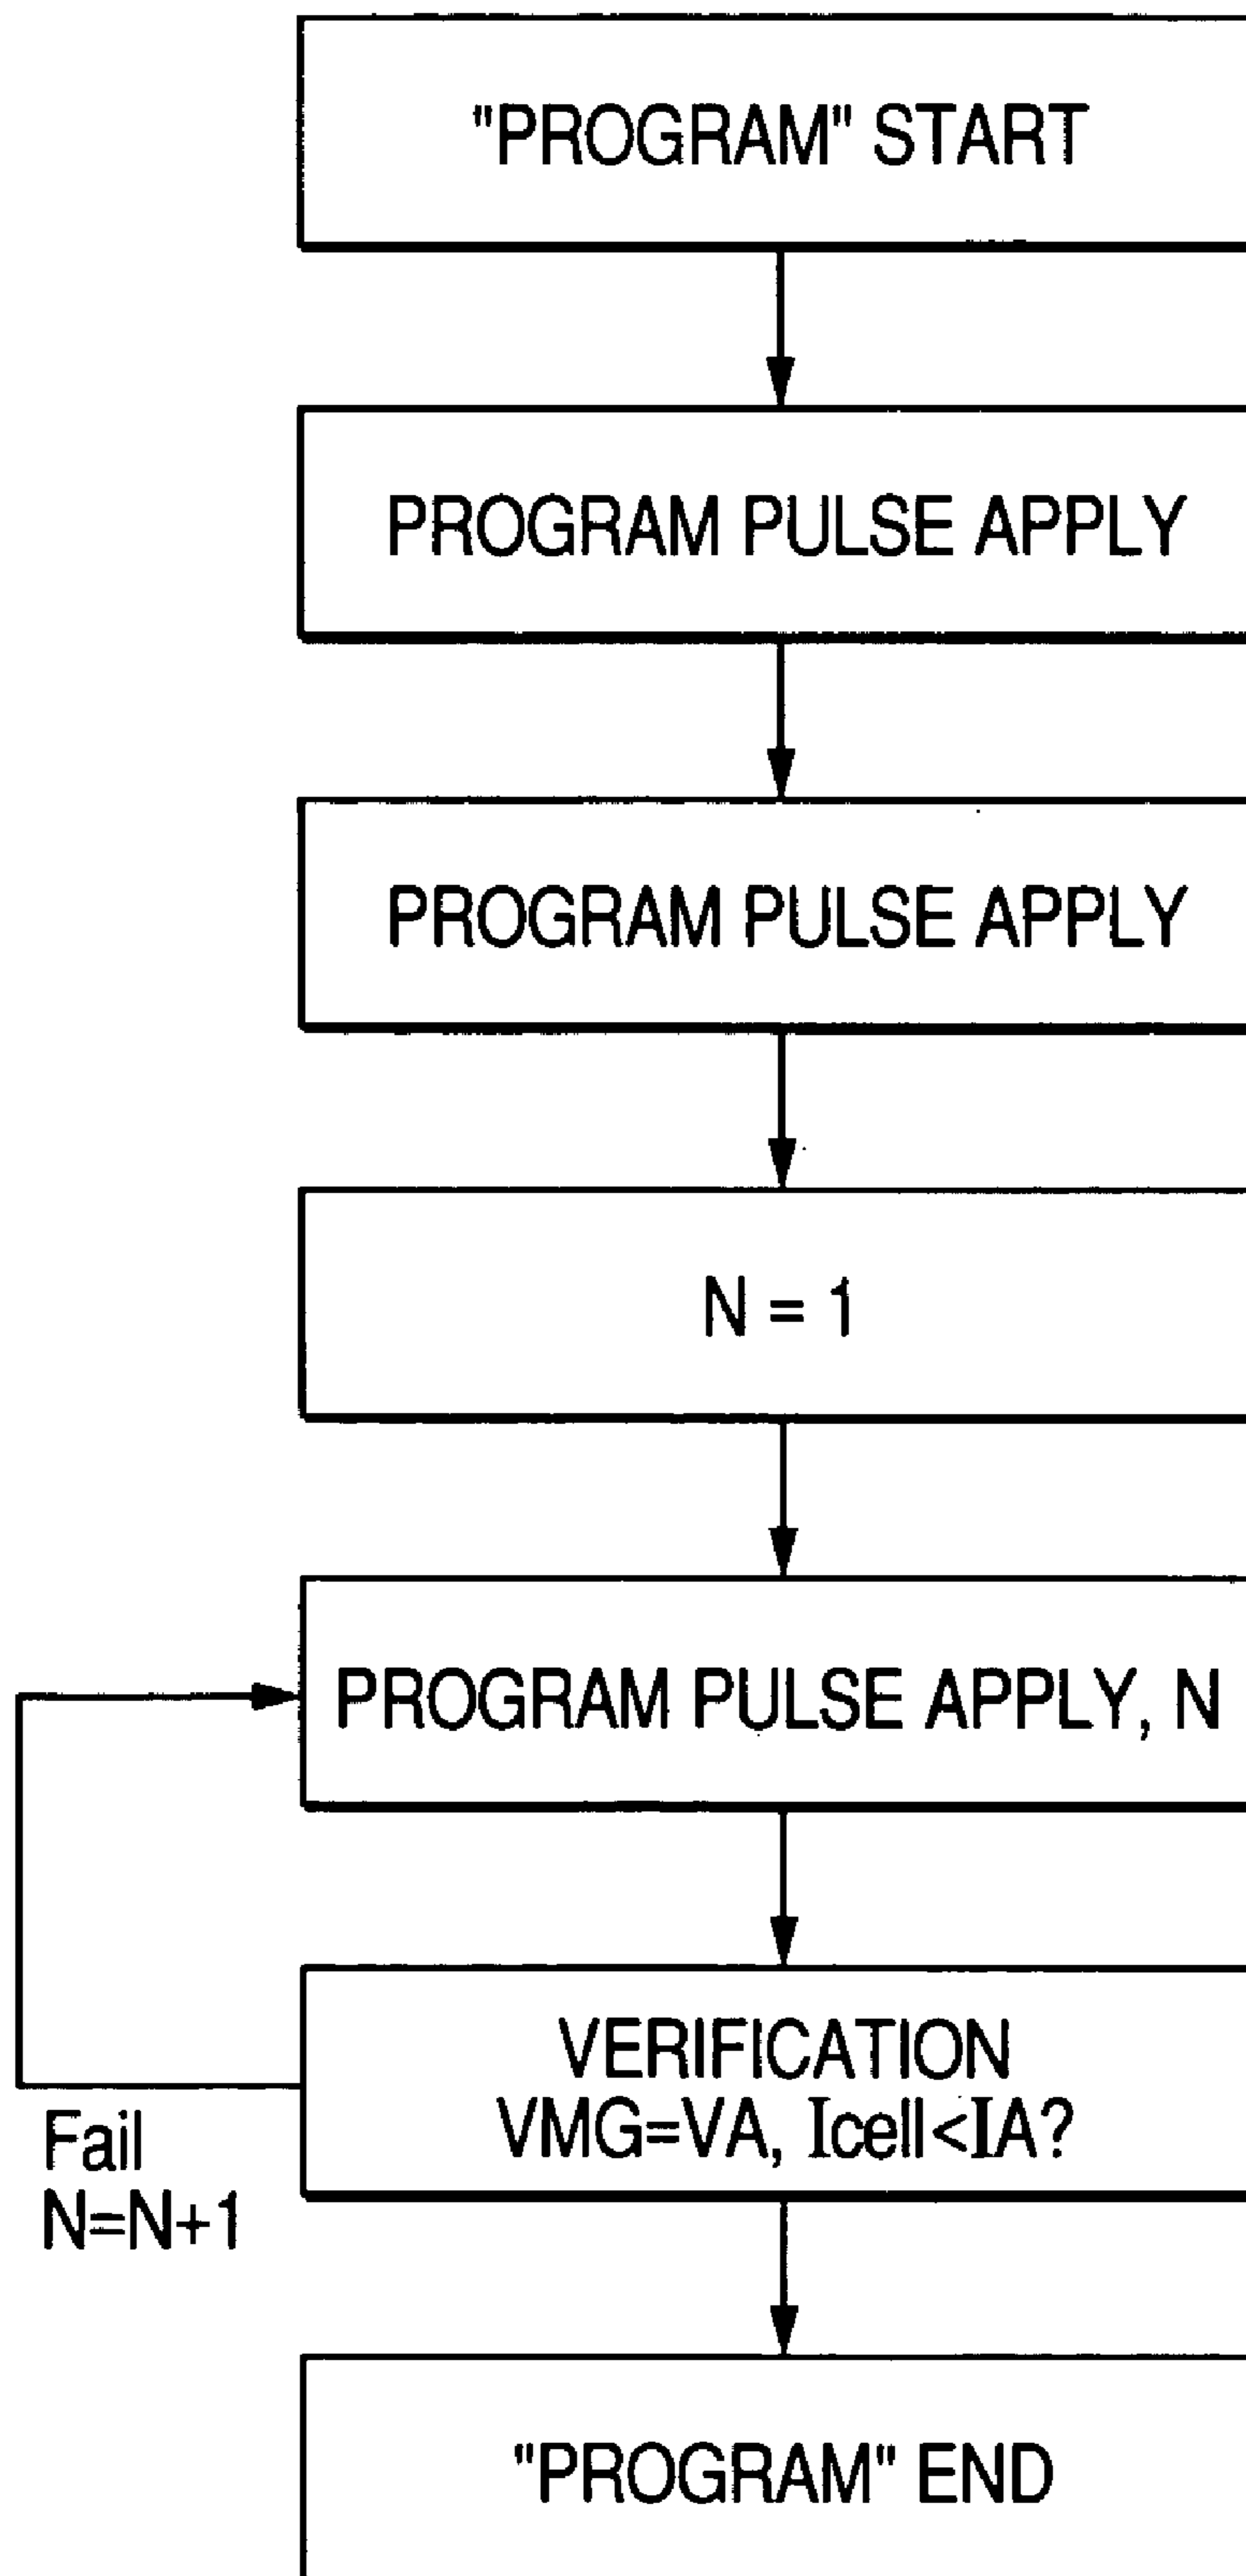 "PROGRAM" START
PROGRAM PULSE APPLY
PROGRAM PULSE APPLY
N = 1
PROGRAM PULSE APPLY, N
VERIFICATION
VMG=VA, Icell<IA?
Fail
N=N+1
"PROGRAM" END